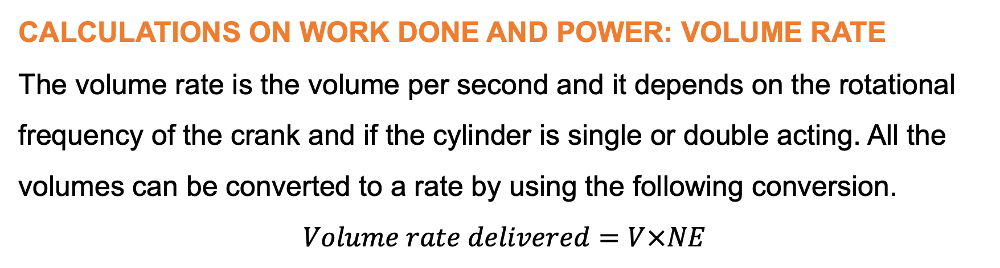 CALCULATIONS ON WORK DONE AND POWER: VOLUME RATE
The volume rate is the volume per second and it depends on the rotational
frequency of the crank and if the cylinder is single or double acting. All the
volumes can be converted to a rate by using the following conversion.
Volume rate delivered = V×NE